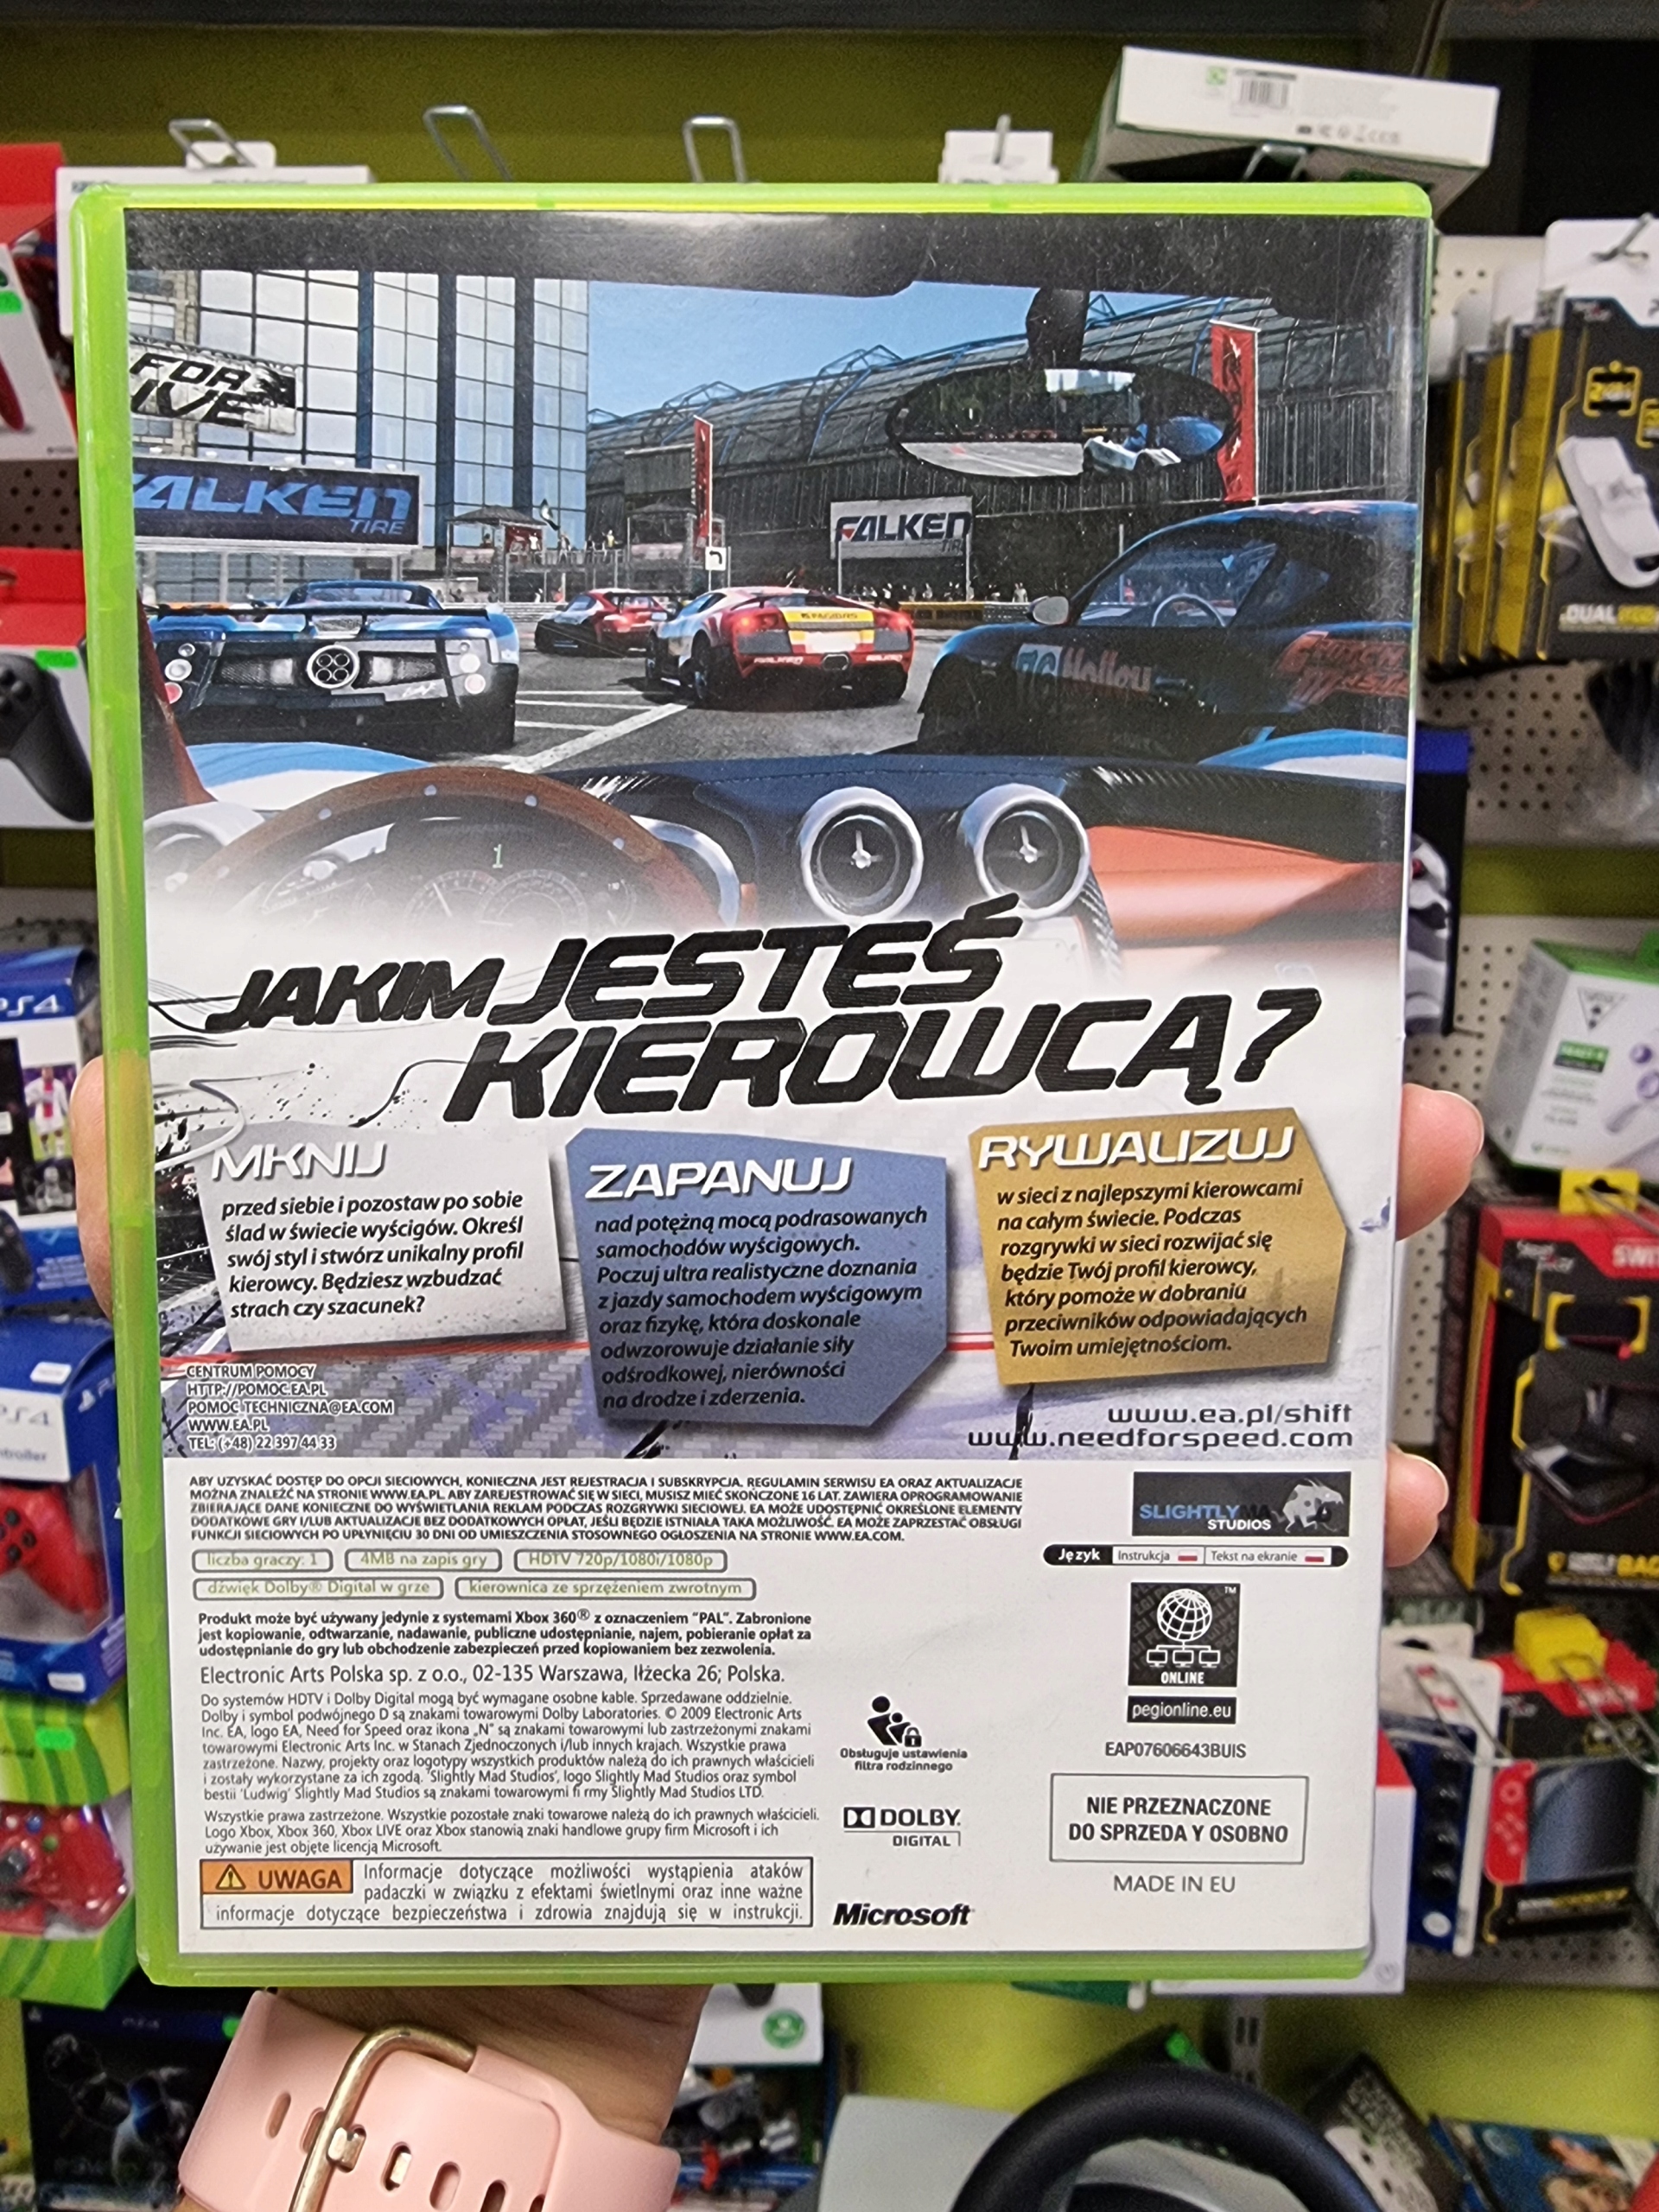 FOR
IVE
FALKEN
TIRE
FALKEN
TIRE
Holley
1
JAKIM JESTEŚ
KIEROWCĄ?
MKNIJ
przed siebie i pozostaw po sobie
ślad w świecie wyścigów. Określ
swój styl i stwórz unikalny profil
kierowcy. Będziesz wzbudzać
strach czy szacunek?
ZAPANUJ
nad potężną mocą podrasowanych
samochodów wyścigowych.
Poczuj ultra realistyczne doznania
z jazdy samochodem wyścigowym
oraz fizykę, która doskonale
odwzorowuje działanie siły
odśrodkowej, nierówności
na drodze i zderzenia.
RYWALIZUJ
w sieci z najlepszymi kierowcami
na całym świecie. Podczas
rozgrywki w sieci rozwijać się
będzie Twój profil kierowcy,
który pomoże w dobraniu
przeciwników odpowiadających
Twoim umiejętnościom.
CENTRUM POMOCY
HTTP://POMOC.EA.PL
POMOC_TECHNICZNA@EA.COM
WWW.EA.PL
TEL: (+48) 22 397 44 33
www.ea.pl/shift
www.needforspeed.com
ABY UZYSKAĆ DOSTĘP DO OPCJI SIECIOWYCH, KONIECZNA JEST REJESTRACJA I SUBSKRYPCJA. REGULAMIN SERWISU EA ORAZ AKTUALIZACJE
MOŻNA ZNALEŹĆ NA STRONIE WWW.EA.PL. ABY ZAREJESTROWAĆ SIĘ W SIECI, MUSISZ MIEĆ SKOŃCZONE 16 LAT. ZAWIERA OPROGRAMOWANIE
ZBIERAJĄCE DANE KONIECZNE DO WYŚWIETLANIA REKLAM PODCZAS ROZGRYWKI SIECIOWEJ. EA MOŻE UDOSTĘPNIĆ OKREŚLONE ELEMENTY
DODATKOWE GRY I/LUB AKTUALIZACJE BEZ DODATKOWYCH OPŁAT, JEŚLI BĘDZIE ISTNIAŁA TAKA MOŻLIWOŚĆ. EA MOŻE ZAPRZESTAĆ OBSŁUGI
FUNKCJI SIECIOWYCH PO UPŁYNIĘCIU 30 DNI OD UMIESZCZENIA STOSOWNEGO OGŁOSZENIA NA STRONIE WWW.EA.COM.
SLIGHTLY MAD
STUDIOS
Język Instrukcja Tekst na ekranie
liczba graczy: 1 4MB na zapis gry HDTV 720p/1080i/1080p
dźwięk Dolby® Digital w grze kierownica ze sprzężeniem zwrotnym
Produkt może być używany jedynie z systemami Xbox 360® z oznaczeniem "PAL". Zabronione
jest kopiowanie, odtwarzanie, nadawanie, publiczne udostępnianie, najem, pobieranie opłat za
udostępnianie do gry lub obchodzenie zabezpieczeń przed kopiowaniem bez zezwolenia.
Electronic Arts Polska sp. z o.o., 02-135 Warszawa, Iłżecka 26; Polska.
Do systemów HDTV i Dolby Digital mogą być wymagane osobne kable. Sprzedawane oddzielnie.
Dolby i symbol podwójnego D są znakami towarowymi Dolby Laboratories. © 2009 Electronic Arts
Inc. EA, logo EA, Need for Speed oraz ikona „N" są znakami towarowymi lub zastrzeżonymi znakami
towarowymi Electronic Arts Inc. w Stanach Zjednoczonych i/lub innych krajach. Wszystkie prawa
zastrzeżone. Nazwy, projekty oraz logotypy wszystkich produktów należą do ich prawnych właścicieli
i zostały wykorzystane za ich zgodą. 'Slightly Mad Studios', logo Slightly Mad Studios oraz symbol
bestii 'Ludwig' Slightly Mad Studios są znakami towarowymi fi rmy Slightly Mad Studios LTD.
Wszystkie prawa zastrzeżone. Wszystkie pozostałe znaki towarowe należą do ich prawnych właścicieli.
Logo Xbox, Xbox 360, Xbox LIVE oraz Xbox stanowią znaki handlowe grupy firm Microsoft i ich
używanie jest objęte licencją Microsoft.
UWAGA Informacje dotyczące możliwości wystąpienia ataków
padaczki w związku z efektami świetlnymi oraz inne ważne
informacje dotyczące bezpieczeństwa i zdrowia znajdują się w instrukcji.
Obsługuje ustawienia
filtra rodzinnego
DOLBY
DIGITAL
Microsoft
TM
ONLINE
pegionline.eu
EAP07606643BUIS
NIE PRZEZNACZONE
DO SPRZEDA Y OSOBNO
MADE IN EU
PS4
PS4
DUAL